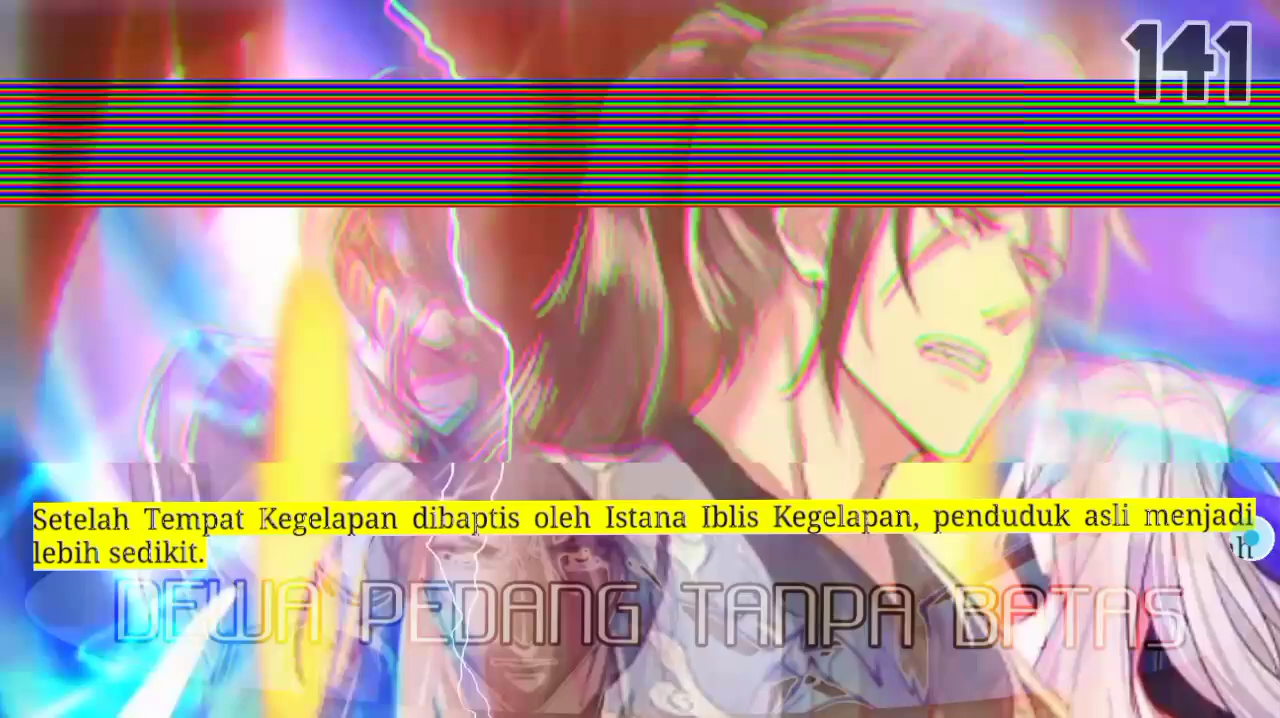 141
Setelah Tempat Kegelapan dibaptis oleh Istana Iblis Kegelapan, penduduk asli menjadi
lebih sedikit.
DEWA PEDANG TANPA BATAS